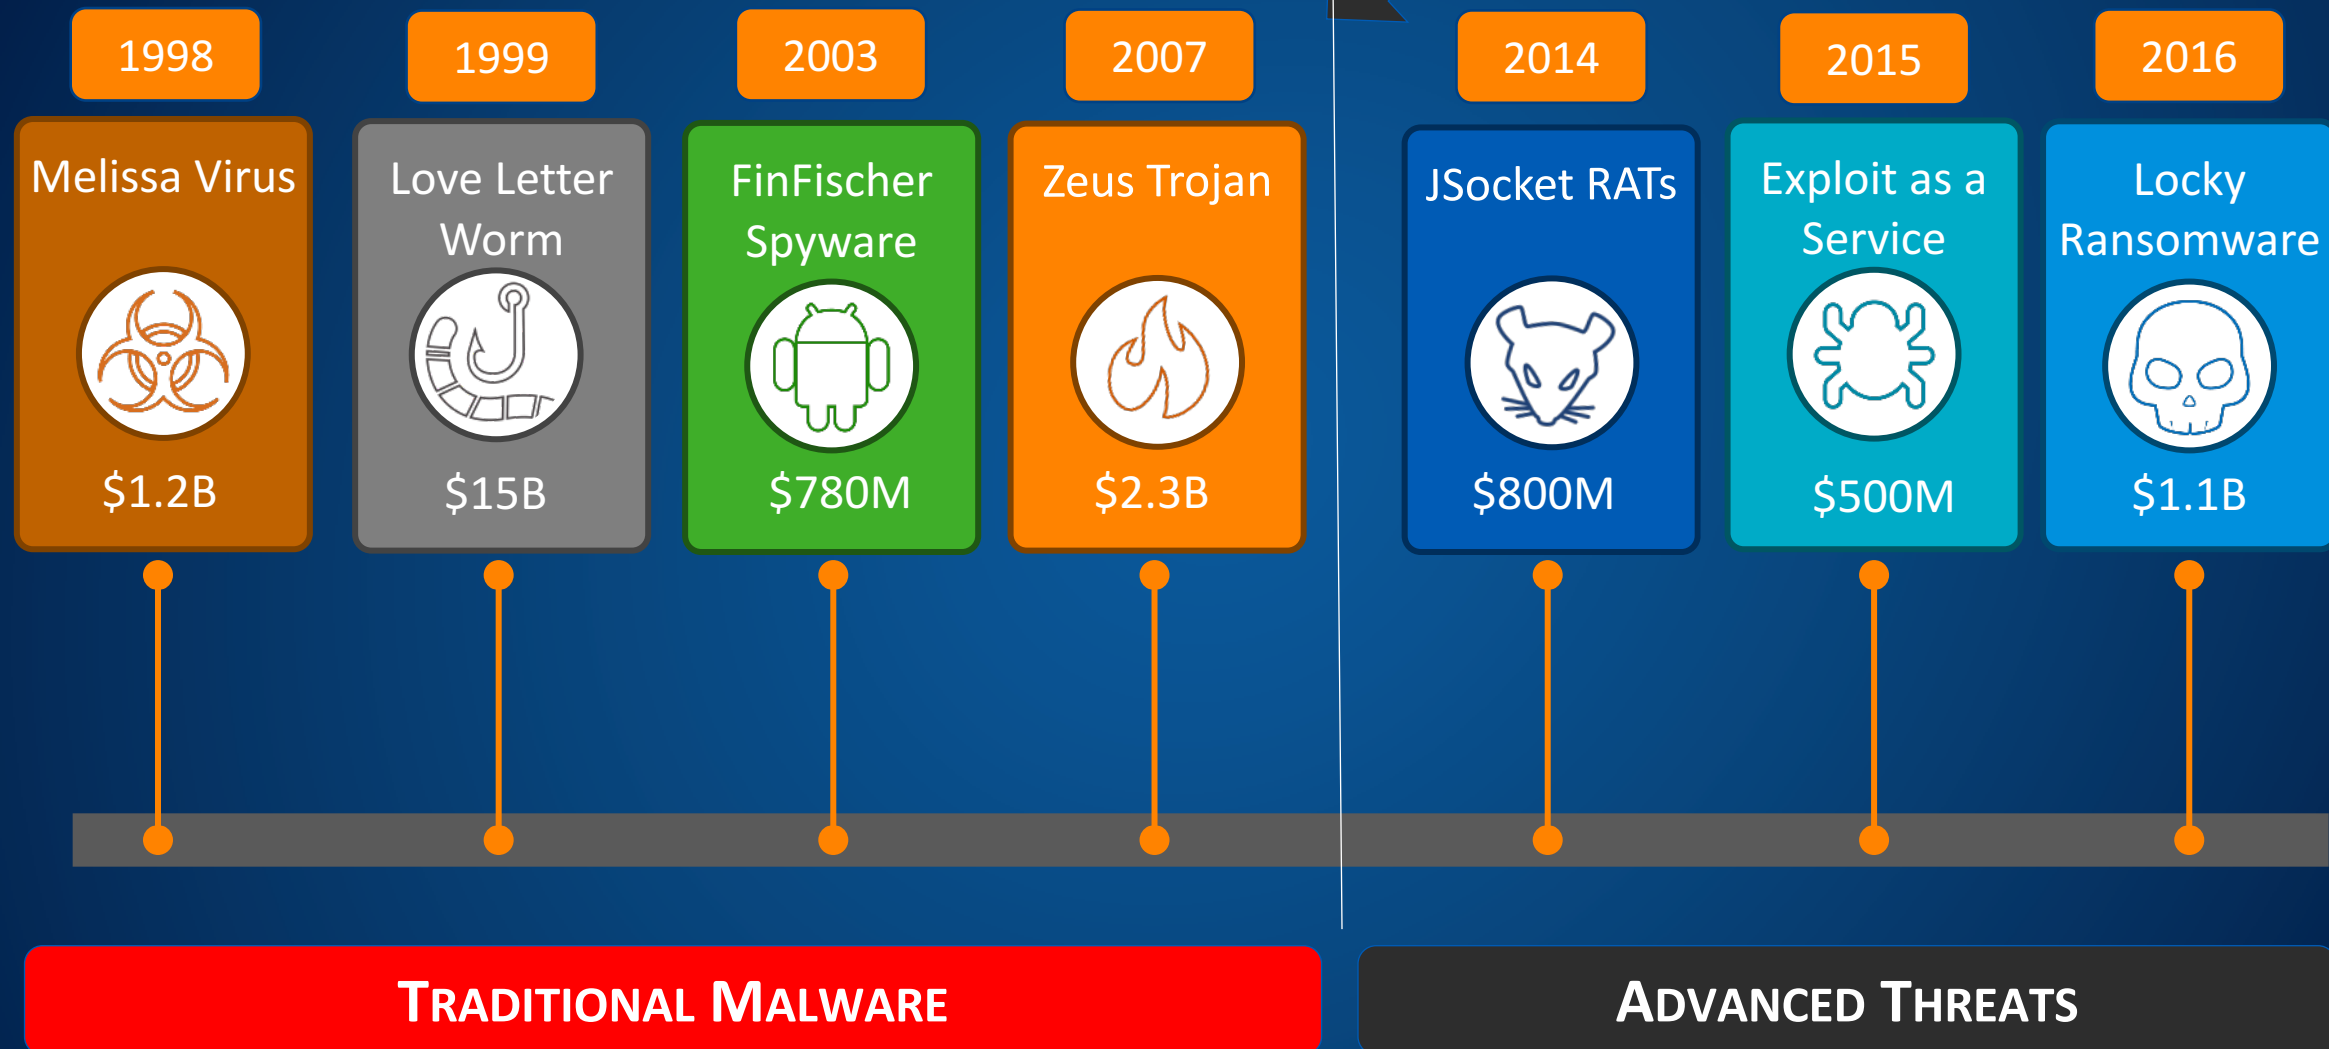 1998
1999
2003
2007
2014
2015
2016
Melissa Virus
$1.2B
Love Letter
Worm
$15B
FinFischer
Spyware
$780M
Zeus Trojan
$2.3B
JSocket RATs
$800M
Exploit as a
Service
$500M
Locky
Ransomware
$1.1B
TRADITIONAL MALWARE
ADVANCED THREATS